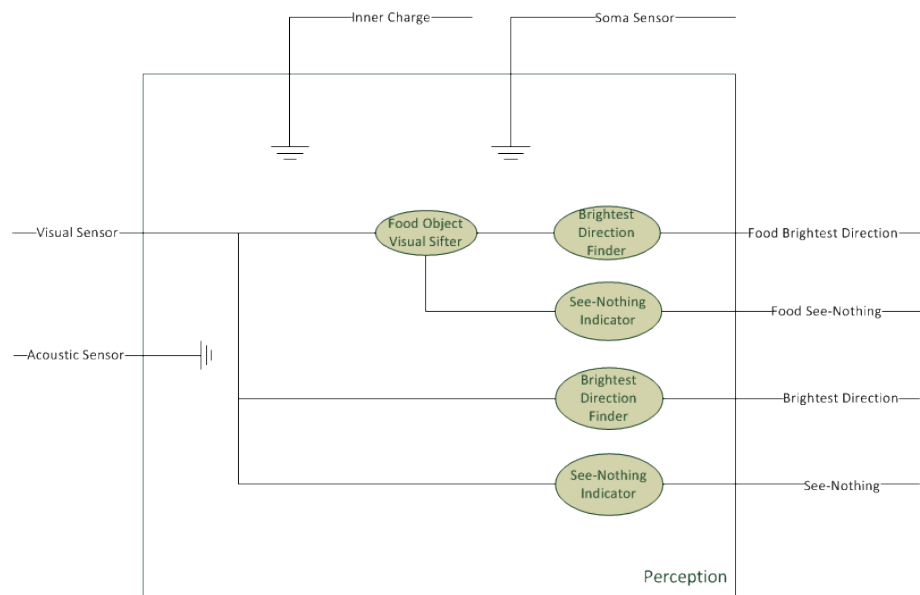 Inner Charge
Soma Sensor
Visual Sensor
Food Object
Visual Sifter
Brightest
Direction
Finder
Food Brightest Direction
See-Nothing
Indicator
Food See-Nothing
Acoustic Sensor
Brightest
Direction
Finder
Brightest Direction
See-Nothing
Indicator
See-Nothing
Perception